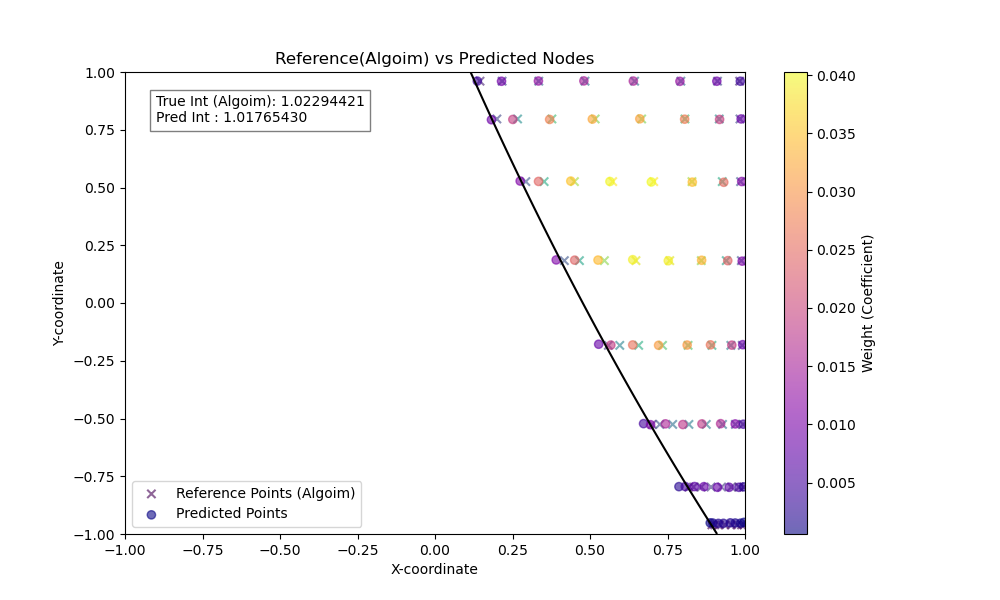 Reference(Algoim) vs Predicted Nodes
True Int (Algoim): 1.02294421
Pred Int : 1.01765430
Y-coordinate
1.00
0.75
0.50
0.25
0.00
−0.25
−0.50
−0.75
−1.00
Reference Points (Algoim)
Predicted Points
−1.00 −0.75 −0.50 −0.25 0.00 0.25 0.50 0.75 1.00
X-coordinate
0.040
0.035
0.030
0.025
0.020
0.015
0.010
0.005
Weight (Coefficient)